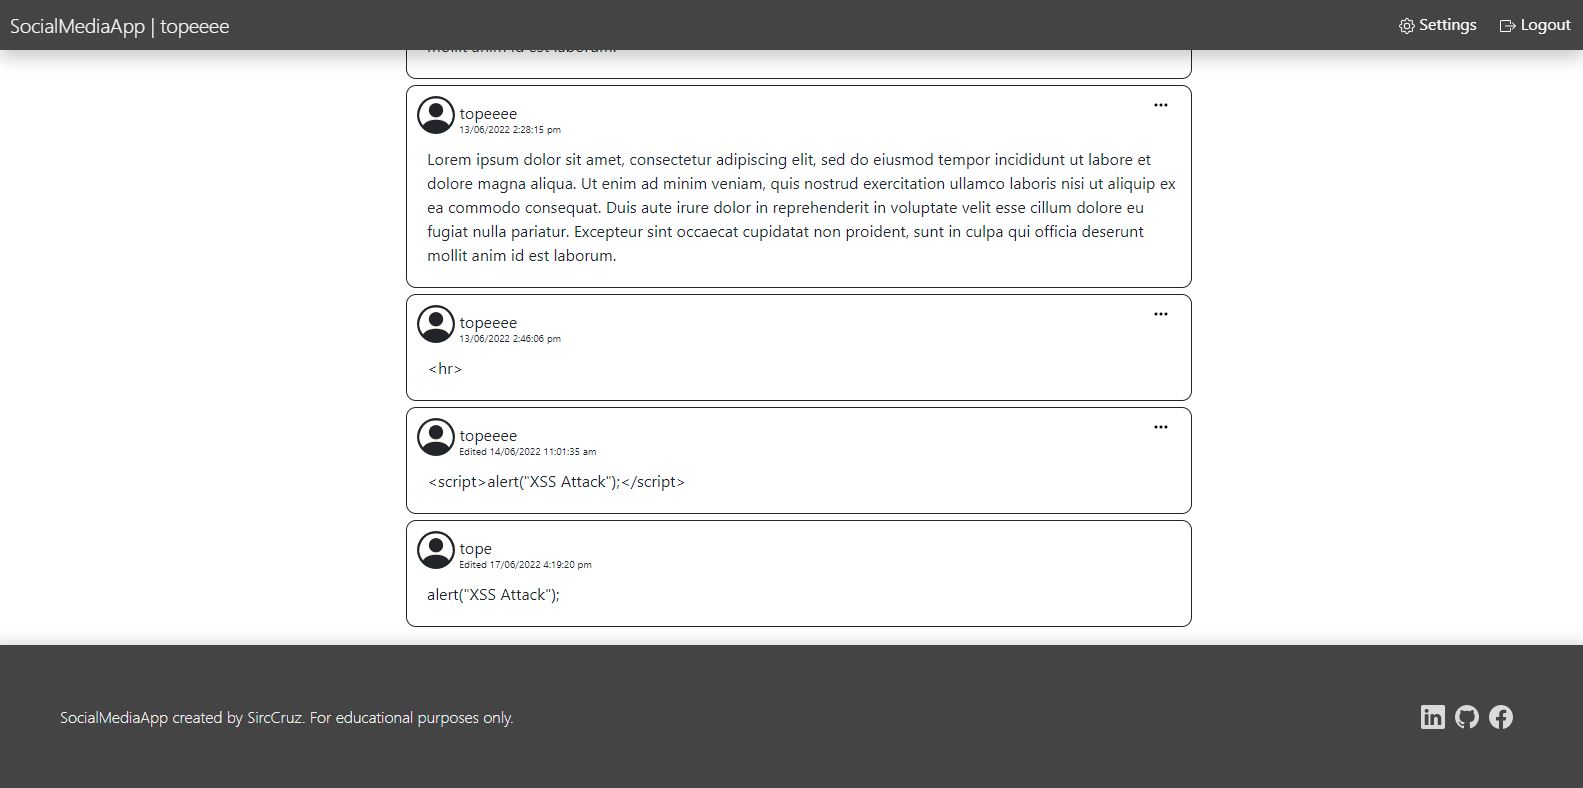 SocialMediaApp | topeeee
Settings
Logout
mollit anim id est laborum.
topeeee
13/06/2022 2:28:15 pm
Lorem ipsum dolor sit amet, consectetur adipiscing elit, sed do eiusmod tempor incididunt ut labore et
dolore magna aliqua. Ut enim ad minim veniam, quis nostrud exercitation ullamco laboris nisi ut aliquip ex
ea commodo consequat. Duis aute irure dolor in reprehenderit in voluptate velit esse cillum dolore eu
fugiat nulla pariatur. Excepteur sint occaecat cupidatat non proident, sunt in culpa qui officia deserunt
mollit anim id est laborum.
topeeee
13/06/2022 2:46:06 pm
<hr>
topeeee
Edited 14/06/2022 11:01:35 am
<script>alert("XSS Attack");</script>
tope
Edited 17/06/2022 4:19:20 pm
alert("XSS Attack");
SocialMediaApp created by SircCruz. For educational purposes only.